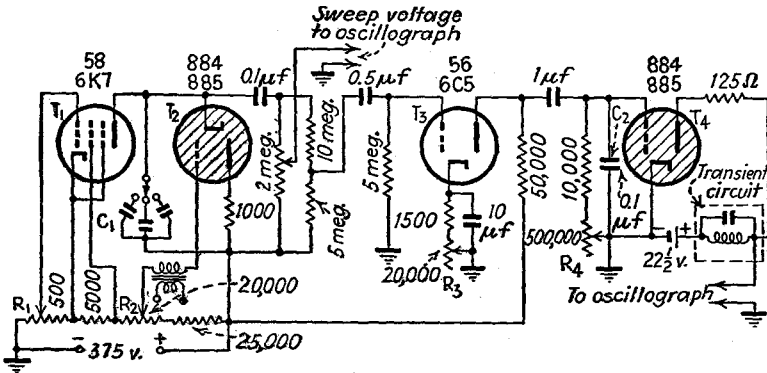 Sweep voltage
to oscillograph
58
6K7
884
885
0.1μf
0.5μf
56
6C5
1μf
884
885
125Ω
T1
T2
T3
C2
T4
10 meg.
2 meg.
5 meg.
5 meg.
50,000
10,000
Transient
circuit
C1
1000
1500
10
μf
0.1
μf
500,000
20,000
R3
R4
22½ v.
R1
500
5000
R2
20,000
To oscillograph
25,000
− 375 v. +
− +